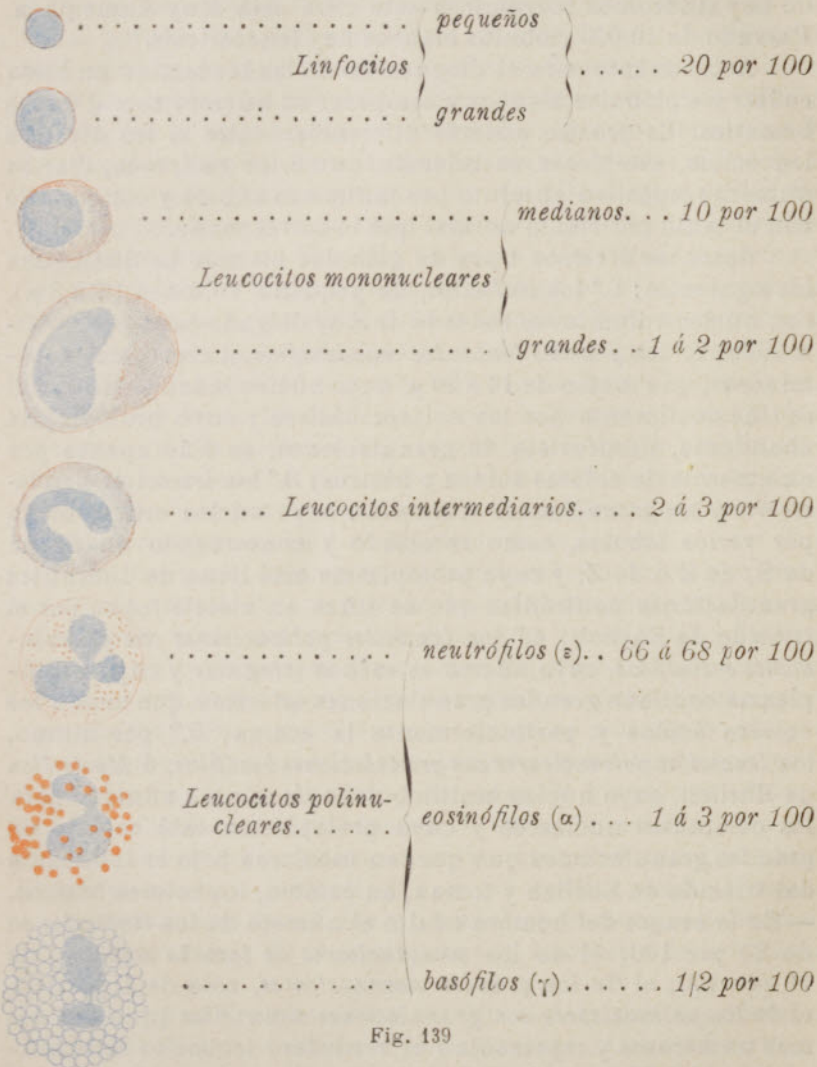 pequeños
Linfocitos ..... 20 por 100
grandes
medianos... 10 por 100
Leucocitos mononucleares
grandes.. 1 á 2 por 100
Leucocitos intermediarios.... 2 á 3 por 100
neutrófilos (ε).. 66 á 68 por 100
Leucocitos polinu-
cleares...... eosinófilos (α)... 1 á 3 por 100
basófilos (γ)...... 1/2 por 100
Fig. 139